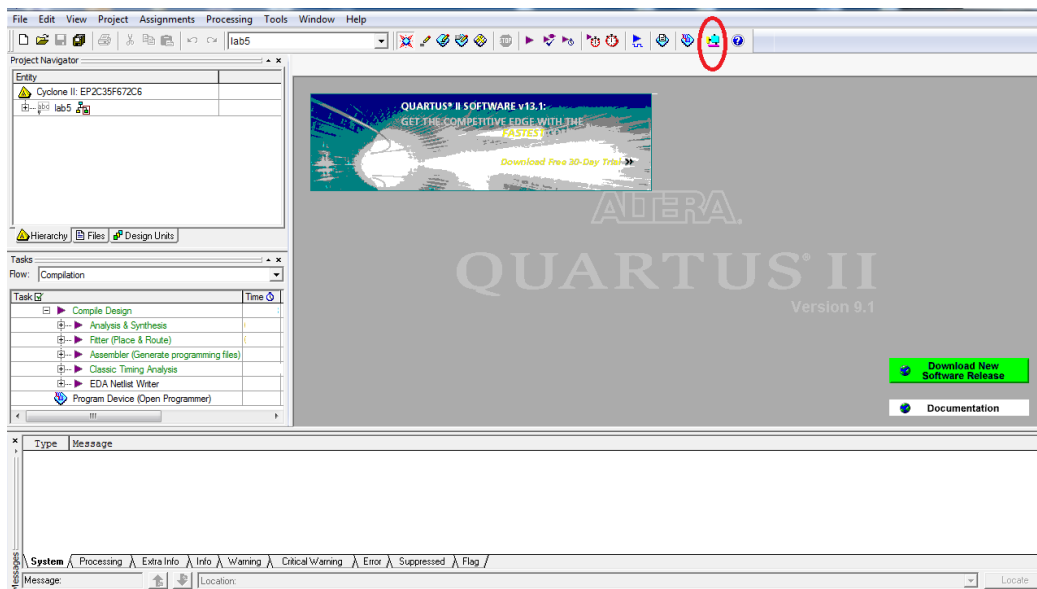 File Edit View Project Assignments Processing Tools Window Help
lab5
Project Navigator
Entity
Cyclone II: EP2C35F672C6
abc lab5
Hierarchy Files Design Units
Tasks
Flow: Compilation
Task Time
Compile Design
Analysis & Synthesis
Fitter (Place & Route)
Assembler (Generate programming files)
Classic Timing Analysis
EDA Netlist Writer
Program Device (Open Programmer)
QUARTUS® II SOFTWARE v13.1:
GET THE COMPETITIVE EDGE WITH THE
FASTEST
Download Free 30-Day Trial
ALTERA.
QUARTUS® II
Version 9.1
Download New
Software Release
Documentation
Type Message
System Processing Extra Info Info Warning Critical Warning Error Suppressed Flag
Messages
Message: Location: Locate